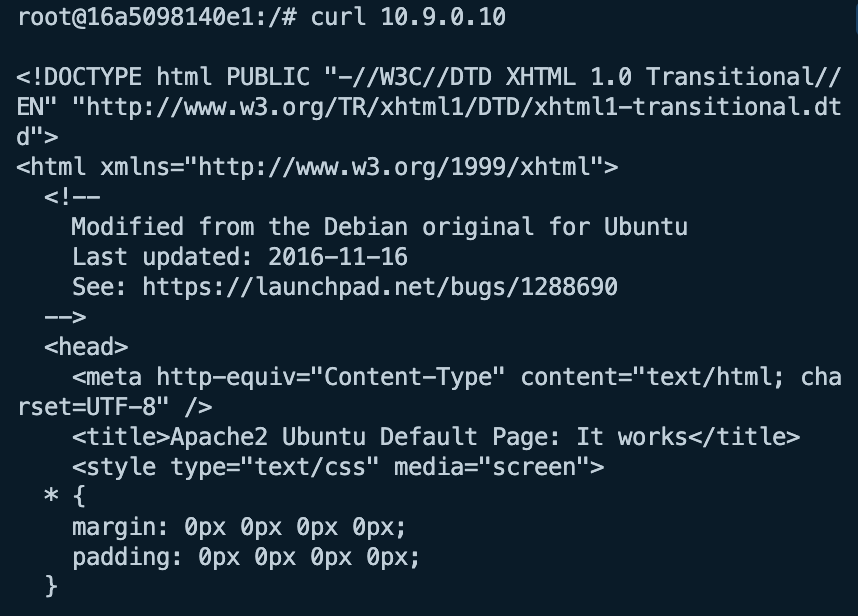 root@16a5098140e1:/# curl 10.9.0.10
<!DOCTYPE html PUBLIC "-//W3C//DTD XHTML 1.0 Transitional//
EN" "http://www.w3.org/TR/xhtml1/DTD/xhtml1-transitional.dt
d">
<html xmlns="http://www.w3.org/1999/xhtml">
  <!--
    Modified from the Debian original for Ubuntu
    Last updated: 2016-11-16
    See: https://launchpad.net/bugs/1288690
  -->
  <head>
    <meta http-equiv="Content-Type" content="text/html; cha
rset=UTF-8" />
    <title>Apache2 Ubuntu Default Page: It works</title>
    <style type="text/css" media="screen">
  * {
    margin: 0px 0px 0px 0px;
    padding: 0px 0px 0px 0px;
  }